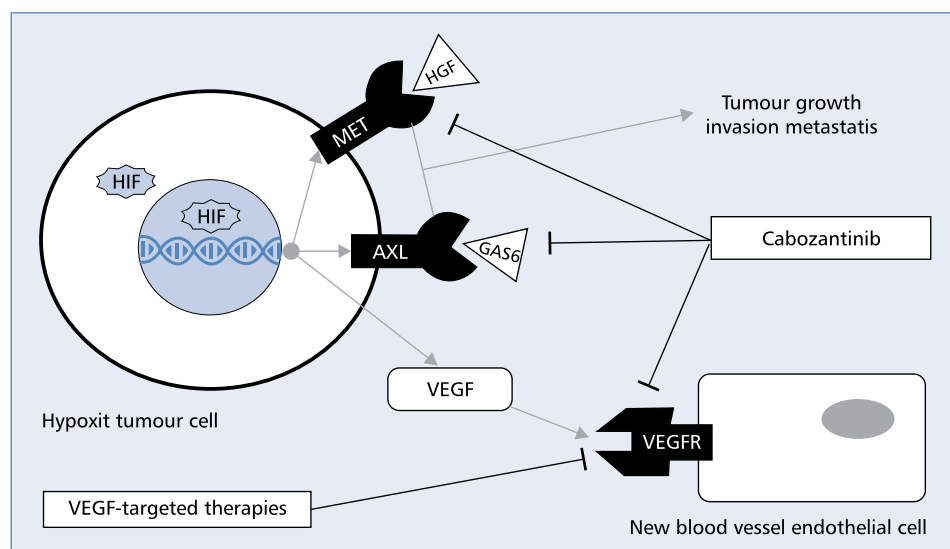 HGF
MET
Tumour growth
invasion metastatis
HIF
HIF
AXL
GAS6
Cabozantinib
VEGF
Hypoxit tumour cell
VEGFR
VEGF-targeted therapies
New blood vessel endothelial cell